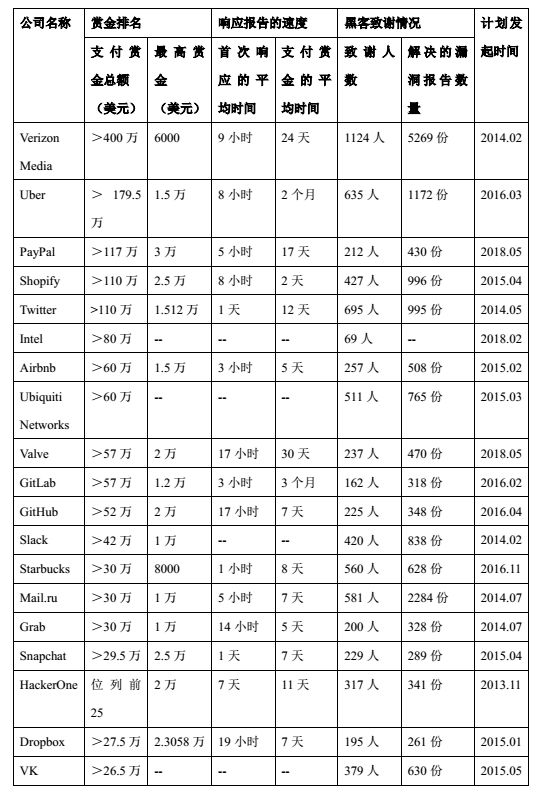 公司名称 赏金排名 响应报告的速度 黑客致谢情况 计划发
支付赏 最高赏 首次响 支付赏 致谢人 解决的漏 起时间
金总额 金 应的平 金的平 数 洞报告数
（美元） （美元） 均时间 均时间 量
Verizon ＞400 万 6000 9 小时 24 天 1124 人 5269 份 2014.02
Media
Uber ＞ 179.5 1.5 万 8 小时 2 个月 635 人 1172 份 2016.03
万
PayPal ＞117 万 3 万 5 小时 17 天 212 人 430 份 2018.05
Shopify ＞110 万 2.5 万 8 小时 2 天 427 人 996 份 2015.04
Twitter >110 万 1.512 万 1 天 12 天 695 人 995 份 2014.05
Intel ＞80 万 -- -- -- 69 人 -- 2018.02
Airbnb ＞60 万 1.5 万 3 小时 5 天 257 人 508 份 2015.02
Ubiquiti ＞60 万 -- -- -- 511 人 765 份 2015.03
Networks
Valve ＞57 万 2 万 17 小时 30 天 237 人 470 份 2018.05
GitLab ＞57 万 1.2 万 3 小时 3 个月 162 人 318 份 2016.02
GitHub ＞52 万 2 万 17 小时 7 天 225 人 348 份 2016.04
Slack ＞42 万 1 万 -- -- 420 人 838 份 2014.02
Starbucks ＞30 万 8000 1 小时 8 天 560 人 628 份 2016.11
Mail.ru ＞30 万 1 万 5 小时 7 天 581 人 2284 份 2014.07
Grab ＞30 万 1 万 14 小时 5 天 200 人 328 份 2014.07
Snapchat ＞29.5 万 2.5 万 1 天 7 天 229 人 289 份 2015.04
HackerOne 位列前 2 万 7 天 11 天 317 人 341 份 2013.11
25
Dropbox ＞27.5 万 2.3058 万 19 小时 7 天 195 人 261 份 2015.01
VK ＞26.5 万 -- -- -- 379 人 630 份 2015.05